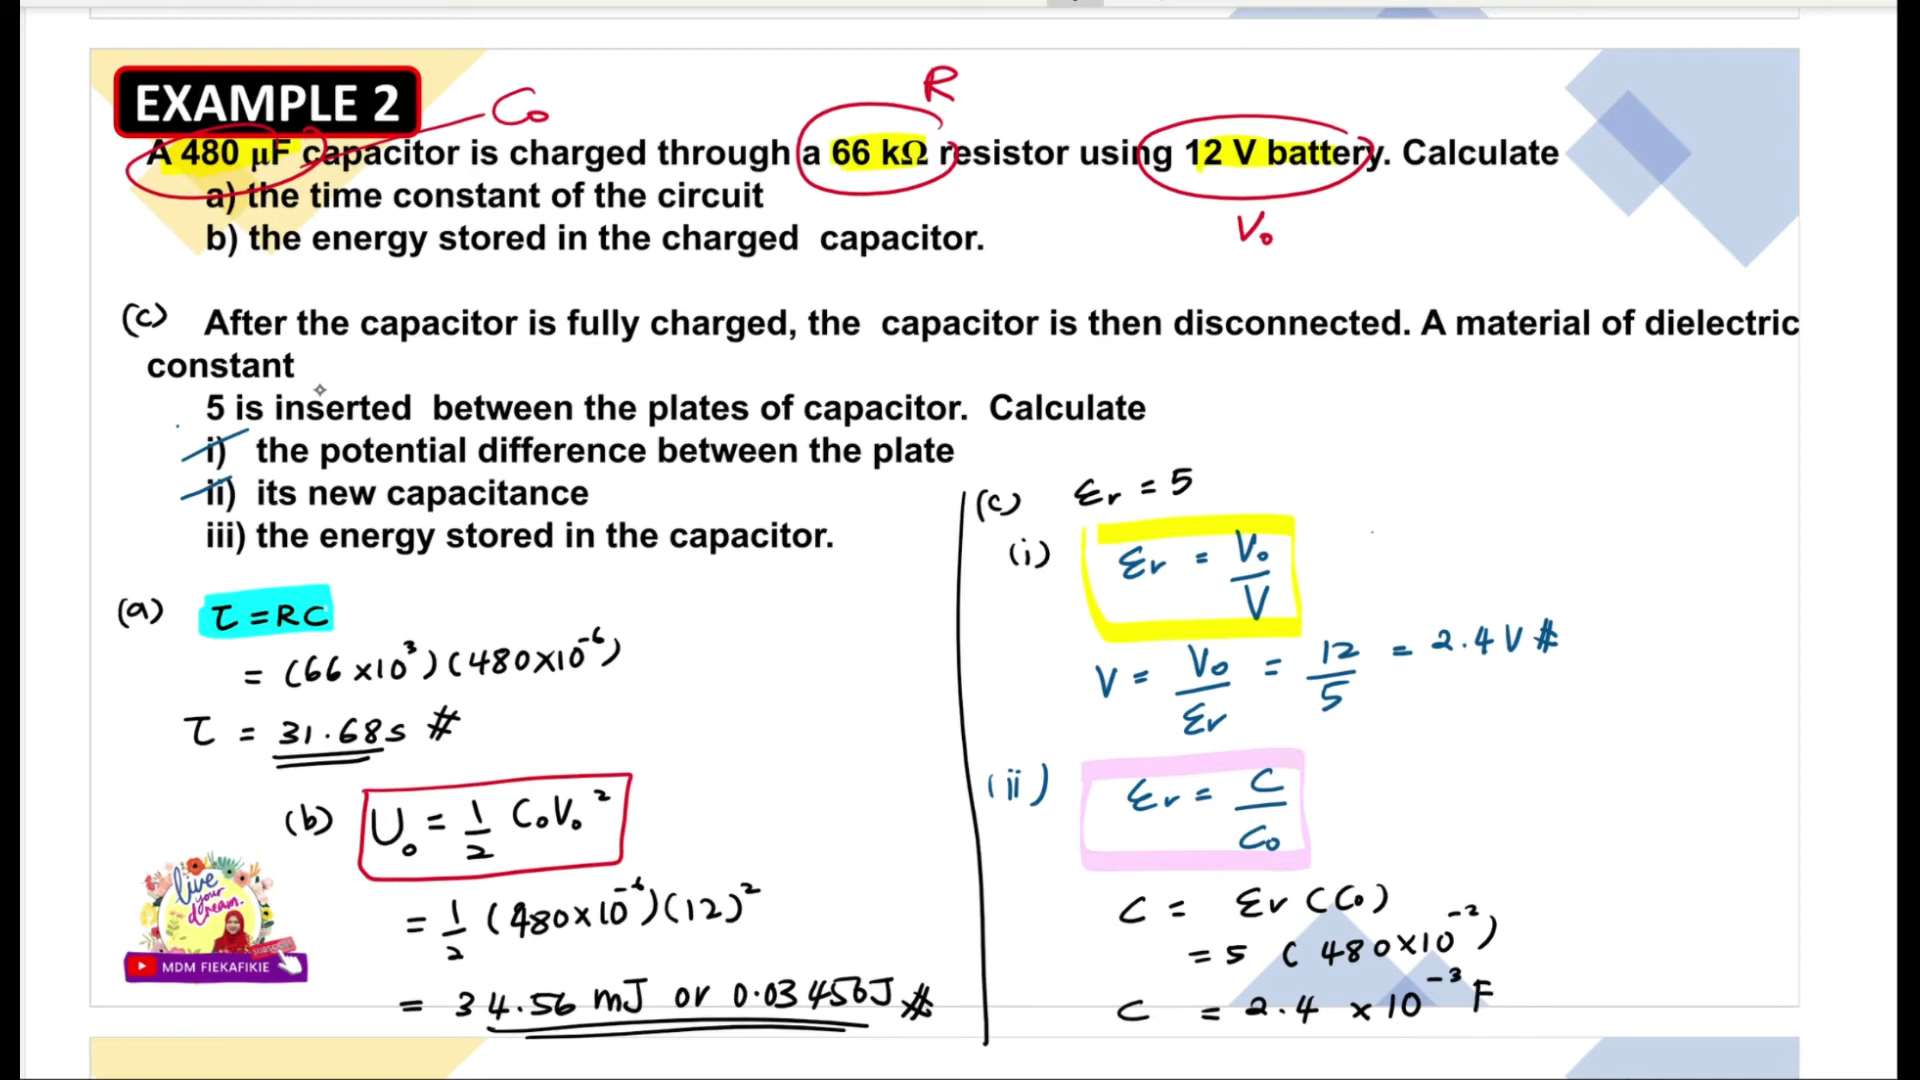 EXAMPLE 2
C₀
R
A 480 μF capacitor is charged through a 66 kΩ resistor using 12 V battery. Calculate
a) the time constant of the circuit
b) the energy stored in the charged capacitor.
V₀
(c) After the capacitor is fully charged, the capacitor is then disconnected. A material of dielectric
constant
5 is inserted between the plates of capacitor. Calculate
i) the potential difference between the plate
ii) its new capacitance
iii) the energy stored in the capacitor.
(a) τ = RC
= (66 × 10³)(480 × 10⁻⁶)
τ = 31.68 s #
(b) U₀ = 1/2 C₀V₀²
= 1/2 (480 × 10⁻⁶)(12)²
= 34.56 mJ or 0.03456 J #
(c) εr = 5
(i) εr = V₀/V
V = V₀/εr = 12/5 = 2.4 V #
(ii) εr = C/C₀
C = εr (C₀)
= 5 (480 × 10⁻²)
C = 2.4 × 10⁻³ F
live
your
dream.
SUBSCRIBE
MDM FIEKAFIKIE